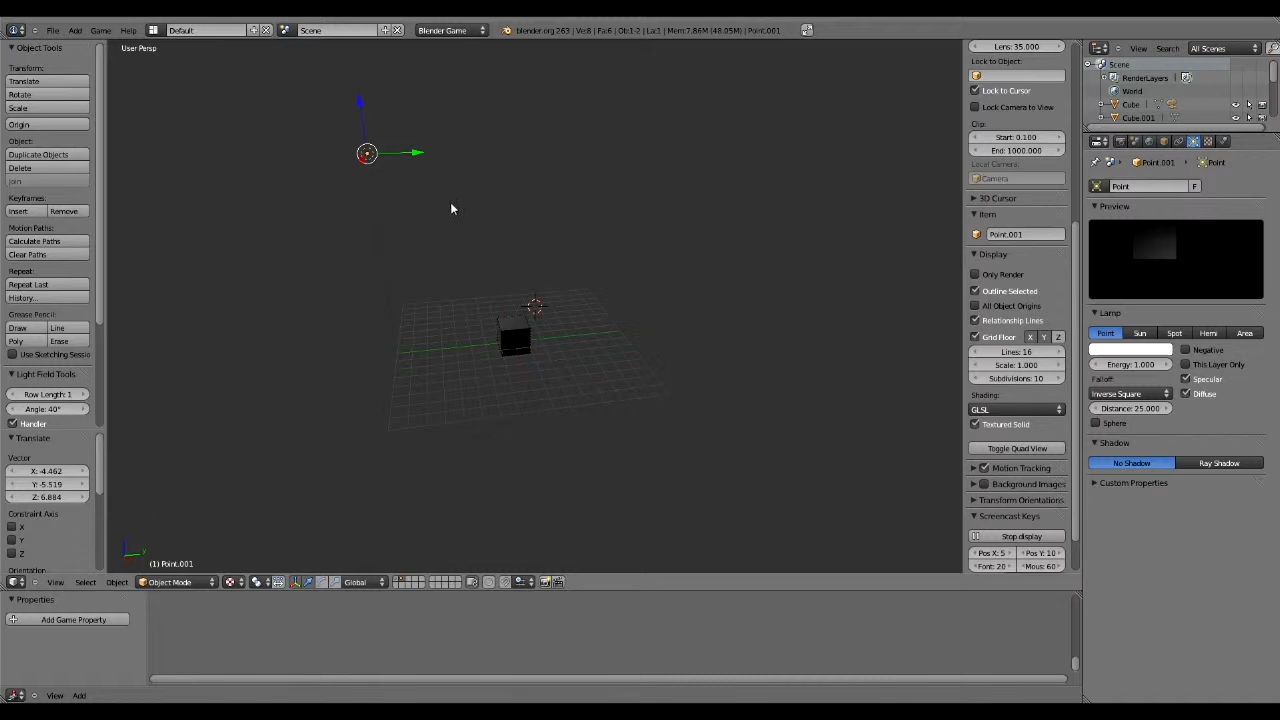 File Add Game Help Default Scene Blender Game blender.org 263 | Ve:8 | Fa:6 | Ob:1-2 | La:1 | Mem:7.86M (48.05M) | Point.001
Object Tools
Transform:
Translate
Rotate
Scale
Origin
Object:
Duplicate Objects
Delete
Join
Keyframes:
Insert Remove
Motion Paths:
Calculate Paths
Clear Paths
Repeat:
Repeat Last
History...
Grease Pencil:
Draw Line
Poly Erase
Use Sketching Sessio
Light Field Tools
Row Length: 1
Angle: 40°
Handler
Translate
Vector
X: -4.462
Y: -5.519
Z: 6.884
Constraint Axis
X
Y
Z
Orientation
User Persp
y
(1) Point.001
View Select Object Object Mode Global
Properties
Add Game Property
View Add
Lens: 35.000
Lock to Object:
Lock to Cursor
Lock Camera to View
Clip:
Start: 0.100
End: 1000.000
Local Camera:
Camera
3D Cursor
Item
Point.001
Display
Only Render
Outline Selected
All Object Origins
Relationship Lines
Grid Floor X Y Z
Lines: 16
Scale: 1.000
Subdivisions: 10
Shading:
GLSL
Textured Solid
Toggle Quad View
Motion Tracking
Background Images
Transform Orientations
Screencast Keys
Stop display
Pos X: 5 Pos Y: 10
Font: 20 Mous: 60
View Search All Scenes
Scene
RenderLayers
World
Cube
Cube.001
Point.001 Point
Point F
Preview
Lamp
Point Sun Spot Hemi Area
Negative
Energy: 1.000 This Layer Only
Falloff: Specular
Inverse Square Diffuse
Distance: 25.000
Sphere
Shadow
No Shadow Ray Shadow
Custom Properties